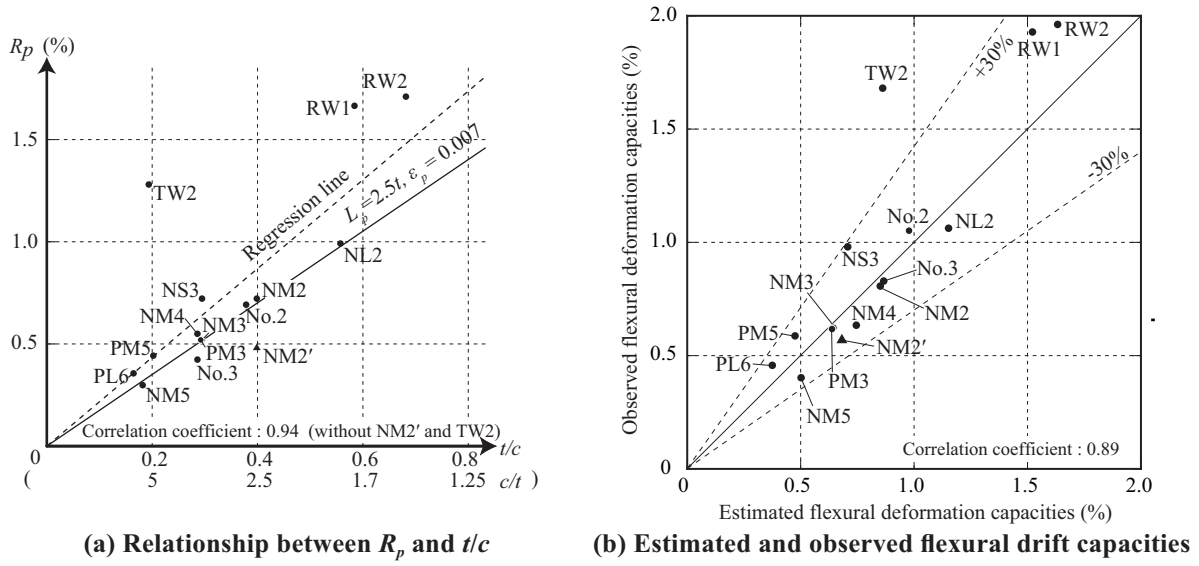 Rp (%)
1.5
1.0
0.5
0
0.2
0.4
0.6
0.8
t/c
(
5
2.5
1.7
1.25
c/t
)
RW2
RW1
TW2
Regression line
Lp=2.5t, εp = 0.007
NL2
NS3
NM2
NM4
NM3
No.2
PM5
PM3
NM2′
PL6
No.3
NM5
Correlation coefficient : 0.94 (without NM2′ and TW2)
(a) Relationship between Rp and t/c
Observed flexural deformation capacities (%)
2.0
1.5
1.0
0.5
0
0
0.5
1.0
1.5
2.0
Estimated flexural deformation capacities (%)
+30%
-30%
RW2
RW1
TW2
No.2
NL2
NS3
No.3
NM3
NM2
NM4
PM5
NM2′
PL6
PM3
NM5
Correlation coefficient : 0.89
(b) Estimated and observed flexural drift capacities